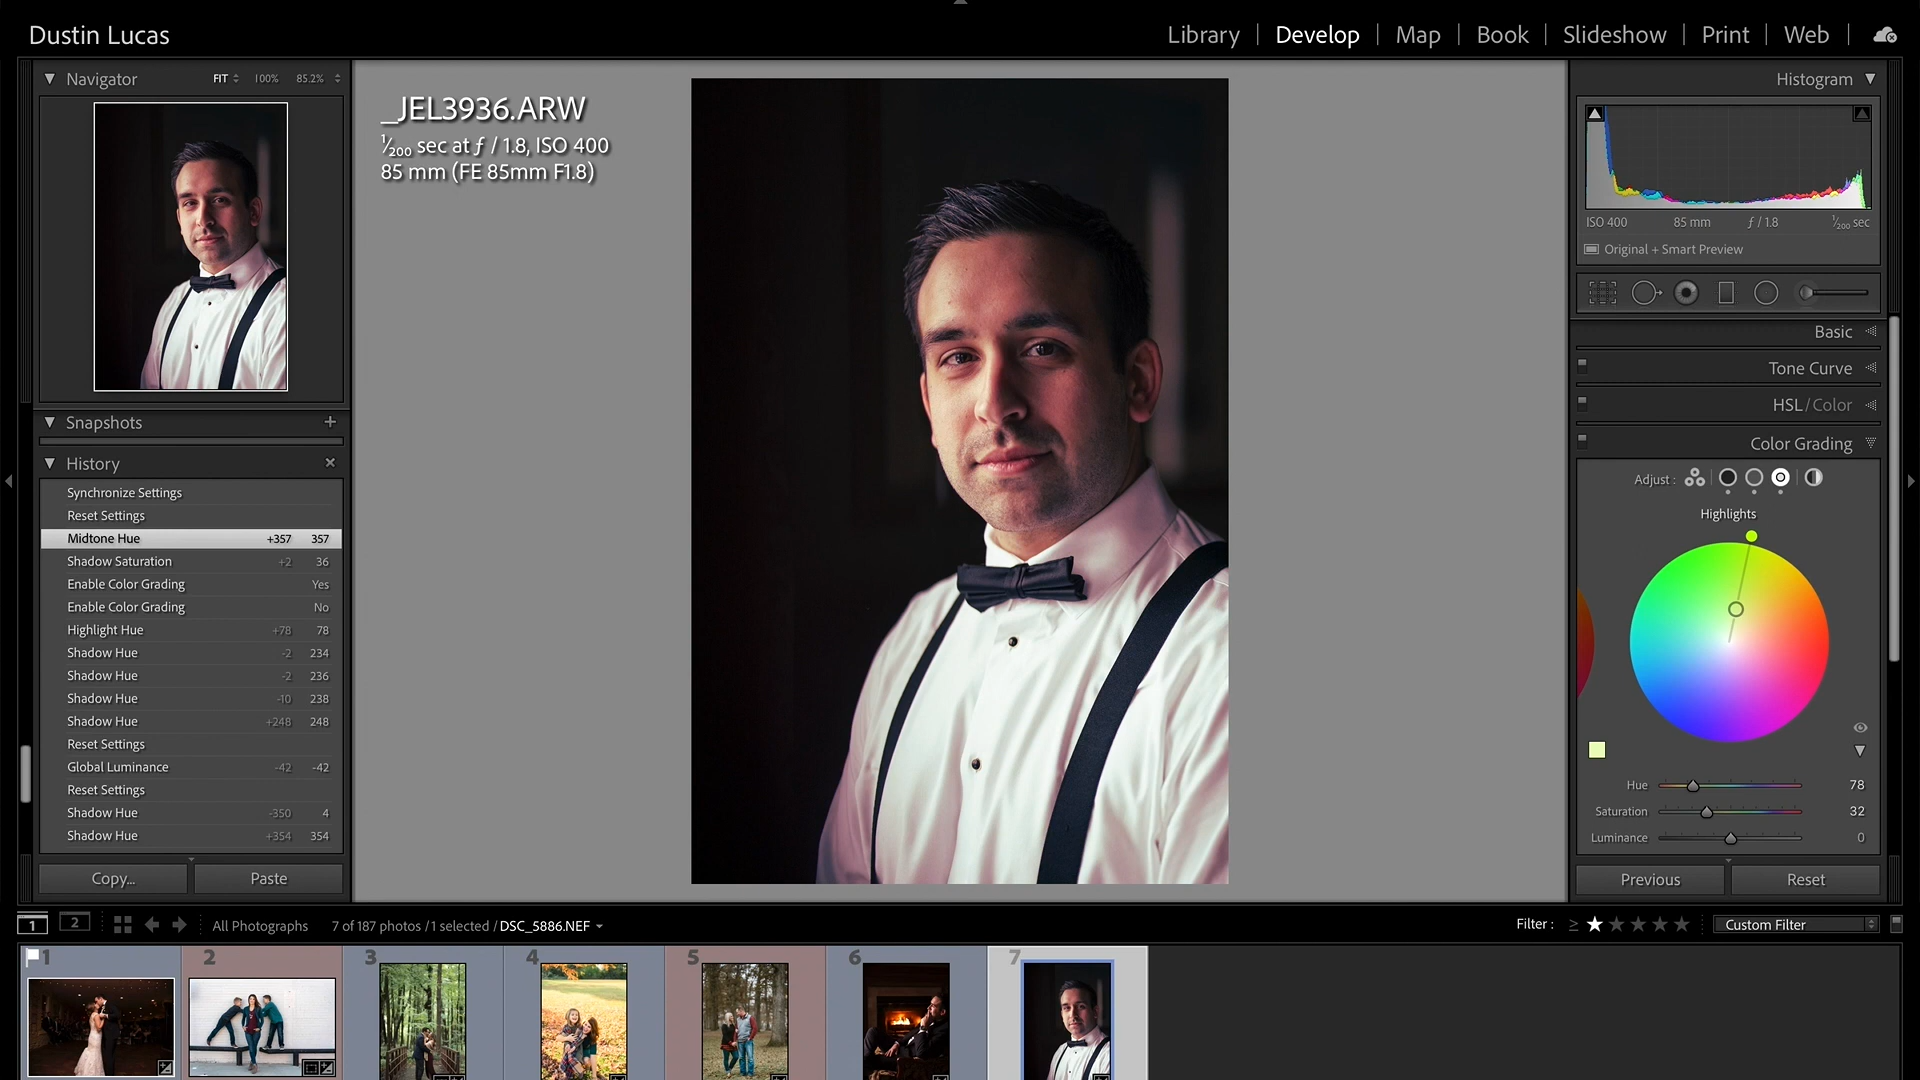 Dustin Lucas
Library | Develop | Map | Book | Slideshow | Print | Web |
Navigator FIT 100% 85.2%
Snapshots +
History ×
Synchronize Settings
Reset Settings
Midtone Hue +357 357
Shadow Saturation +2 36
Enable Color Grading Yes
Enable Color Grading No
Highlight Hue +78 78
Shadow Hue -2 234
Shadow Hue -2 236
Shadow Hue -10 238
Shadow Hue +248 248
Reset Settings
Global Luminance -42 -42
Reset Settings
Shadow Hue -350 4
Shadow Hue +354 354
Copy... Paste
_JEL3936.ARW
1/200 sec at ƒ / 1.8, ISO 400
85 mm (FE 85mm F1.8)
Histogram
ISO 400 85 mm ƒ / 1.8 1/200 sec
Original + Smart Preview
Basic
Tone Curve
HSL / Color
Color Grading
Adjust :
Highlights
Hue 78
Saturation 32
Luminance 0
Previous Reset
1 2 All Photographs 7 of 187 photos / 1 selected / DSC_5886.NEF
Filter : ≥ ★ ★ ★ ★ ★ Custom Filter
1 2 3 4 5 6 7